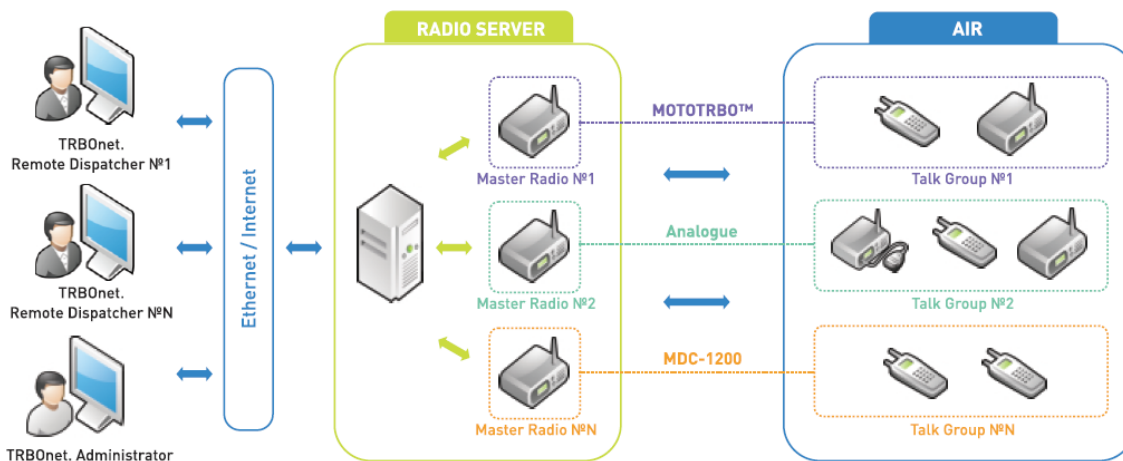 RADIO SERVER
AIR
TRBOnet.
Remote Dispatcher №1
TRBOnet.
Remote Dispatcher №N
TRBOnet. Administrator
Ethernet / Internet
Master Radio №1
Master Radio №2
Master Radio №N
MOTOTRBO™
Analogue
MDC-1200
Talk Group №1
Talk Group №2
Talk Group №N